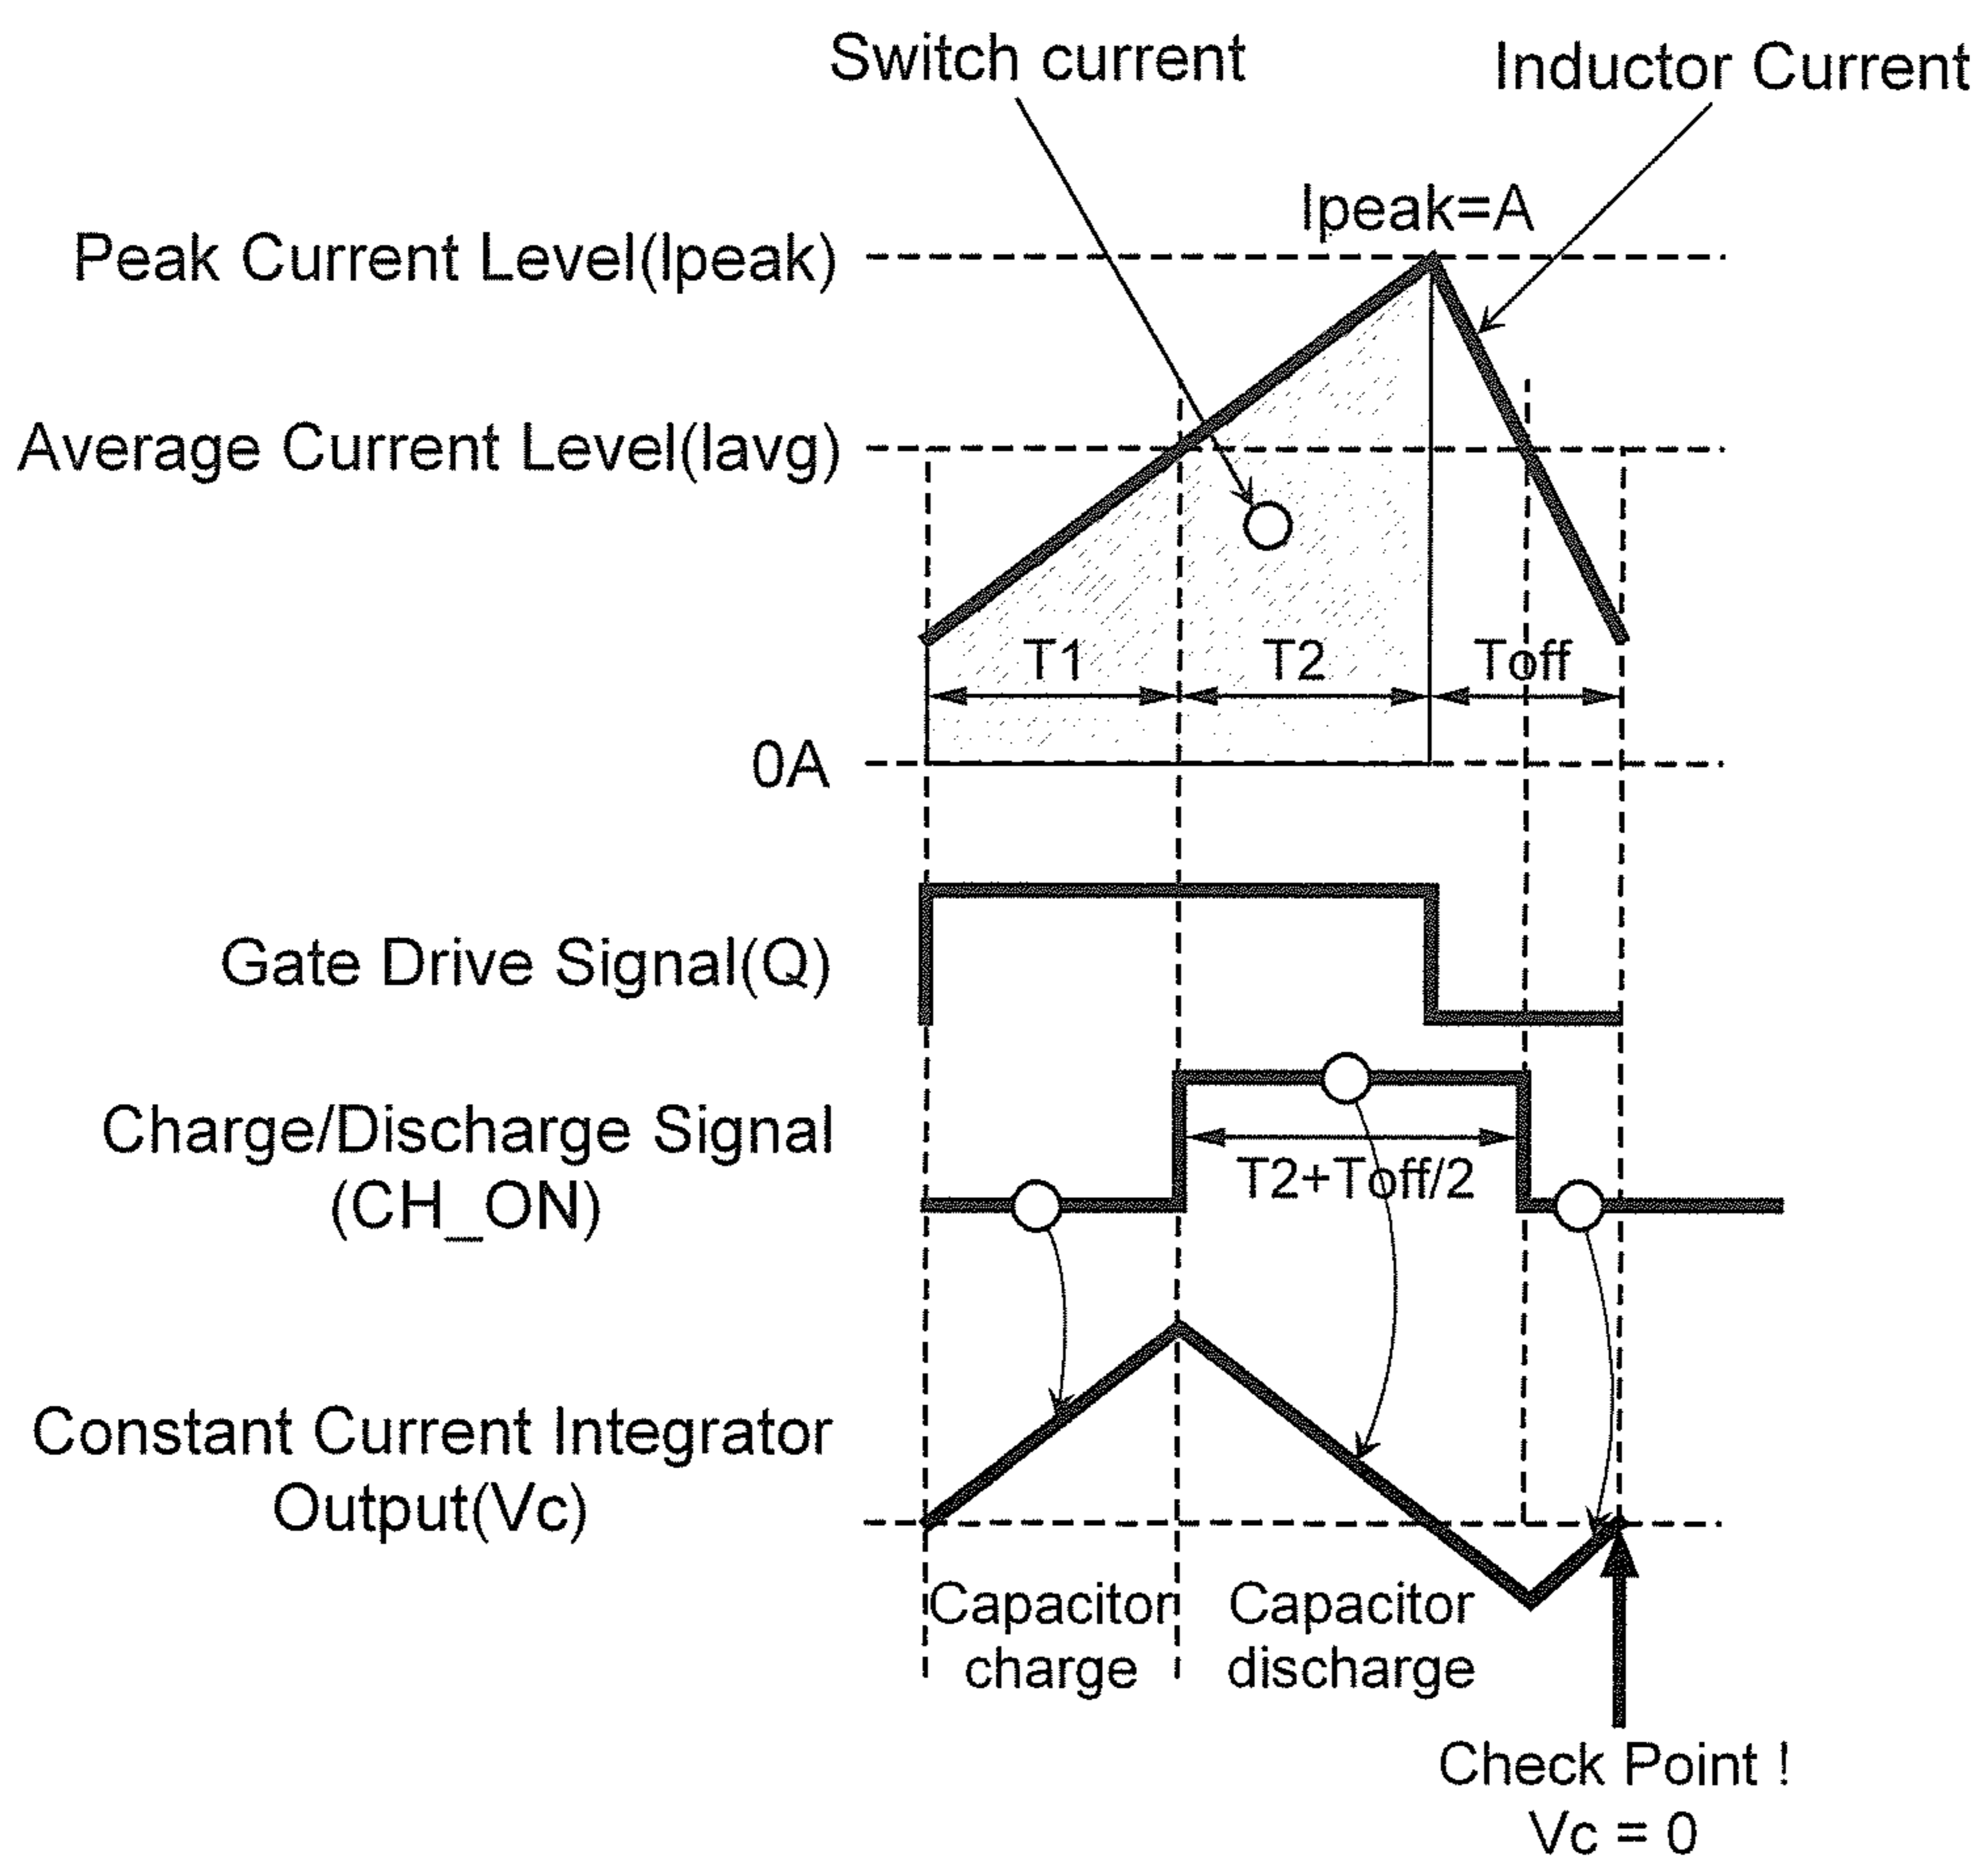 Switch current
Inductor Current
Ipeak=A
Peak Current Level(Ipeak)
Average Current Level(Iavg)
T1
T2
Toff
0A
Gate Drive Signal(Q)
Charge/Discharge Signal
(CH_ON)
T2+Toff/2
Constant Current Integrator
Output(Vc)
Capacitor
charge
Capacitor
discharge
Check Point !
Vc = 0